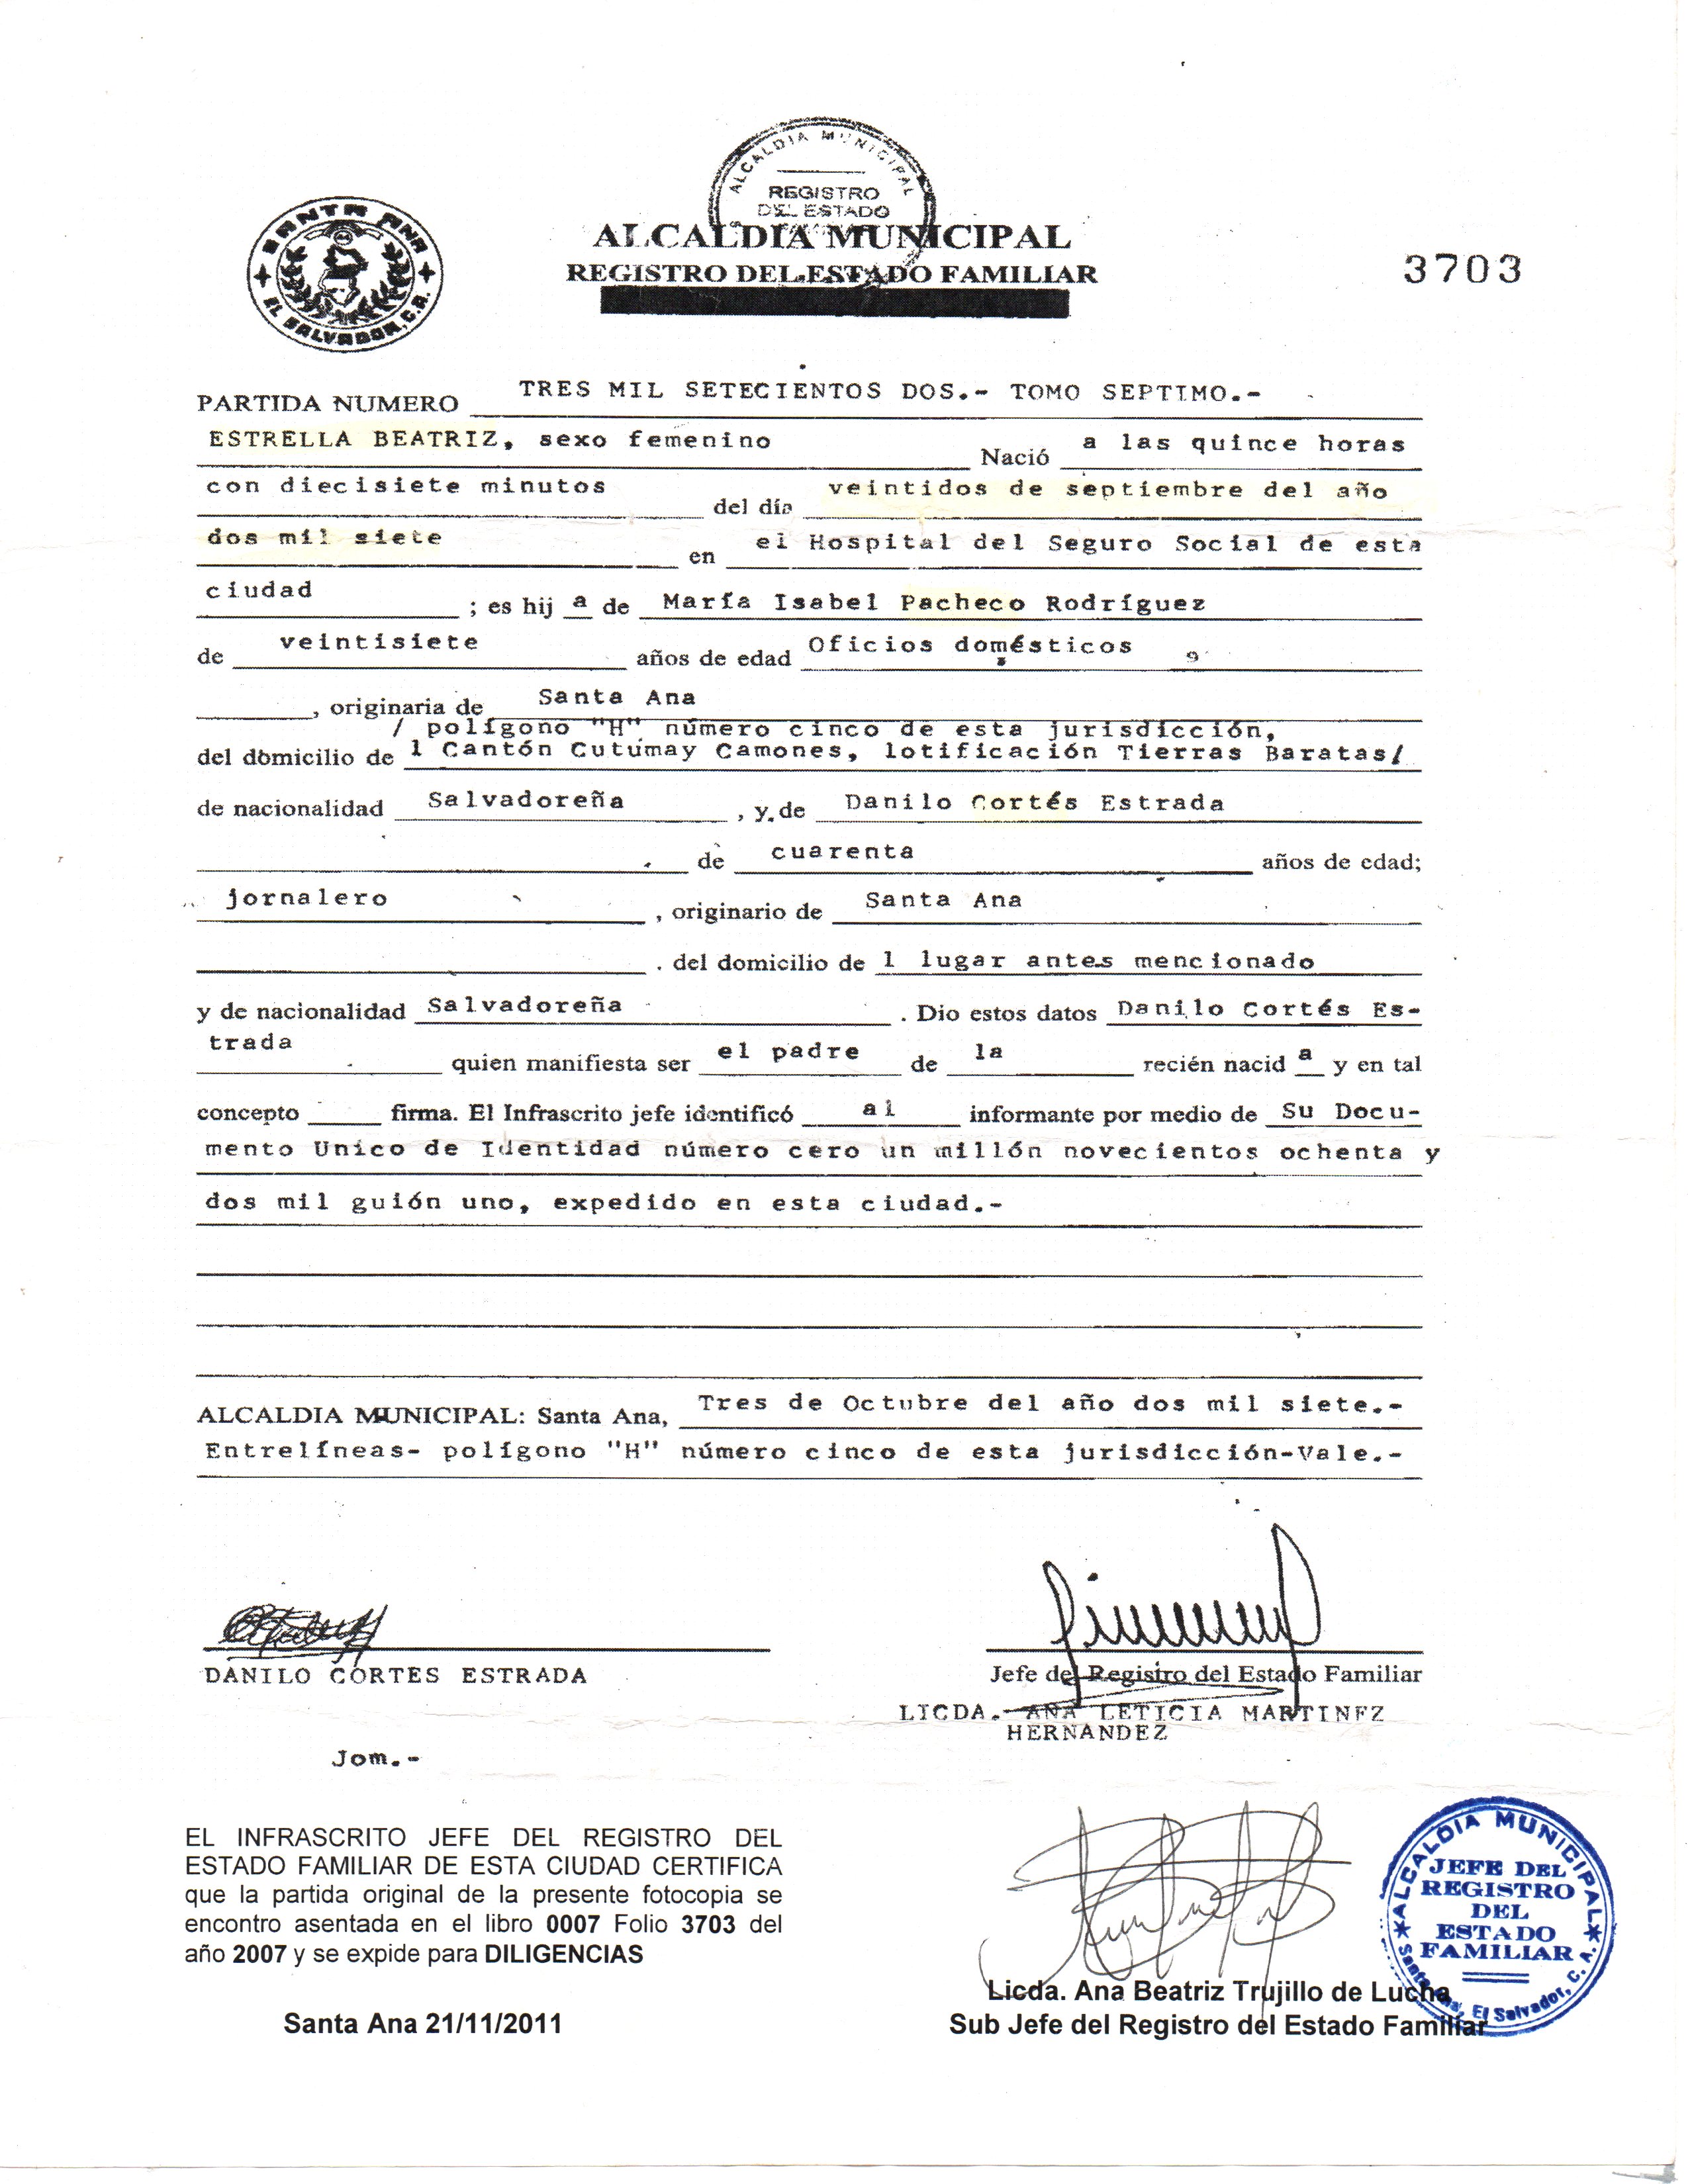 ALCALDIA MUNICIPAL
REGISTRO
DEL ESTADO
SANTA ANA
EL SALVADOR, C.A.
ALCALDIA MUNICIPAL
REGISTRO DEL ESTADO FAMILIAR
3703
PARTIDA NUMERO TRES MIL SETECIENTOS DOS.- TOMO SEPTIMO.-
ESTRELLA BEATRIZ, sexo femenino Nació a las quince horas
con diecisiete minutos del día veintidos de septiembre del año
dos mil siete en el Hospital del Seguro Social de esta
ciudad ; es hij a de María Isabel Pacheco Rodríguez
de veintisiete años de edad Oficios domésticos
, originaria de Santa Ana
/ polígono "H" número cinco de esta jurisdicción,
del domicilio de l Cantón Cutumay Camones, lotificación Tierras Baratas/
de nacionalidad Salvadoreña , y de Danilo Cortés Estrada
de cuarenta años de edad;
jornalero , originario de Santa Ana
. del domicilio de l lugar antes mencionado
y de nacionalidad Salvadoreña . Dio estos datos Danilo Cortés Es-
trada quien manifiesta ser el padre de la recién nacid a y en tal
concepto firma. El Infrascrito jefe identificó al informante por medio de Su Docu-
mento Unico de Identidad número cero un millón novecientos ochenta y
dos mil guión uno, expedido en esta ciudad.-
ALCALDIA MUNICIPAL: Santa Ana, Tres de Octubre del año dos mil siete.-
Entrelíneas- polígono "H" número cinco de esta jurisdicción-Vale.-
DANILO CORTES ESTRADA
Jefe del Registro del Estado Familiar
LICDA.- ANA LETICIA MARTINEZ
HERNANDEZ
Jom.-
EL INFRASCRITO JEFE DEL REGISTRO DEL
ESTADO FAMILIAR DE ESTA CIUDAD CERTIFICA
que la partida original de la presente fotocopia se
encontro asentada en el libro 0007 Folio 3703 del
año 2007 y se expide para DILIGENCIAS
Santa Ana 21/11/2011
Licda. Ana Beatriz Trujillo de Lucha
Sub Jefe del Registro del Estado Familiar
ALCALDIA MUNICIPAL
JEFE DEL
REGISTRO
DEL
ESTADO
FAMILIAR
Santa Ana, El Salvador, C. A.